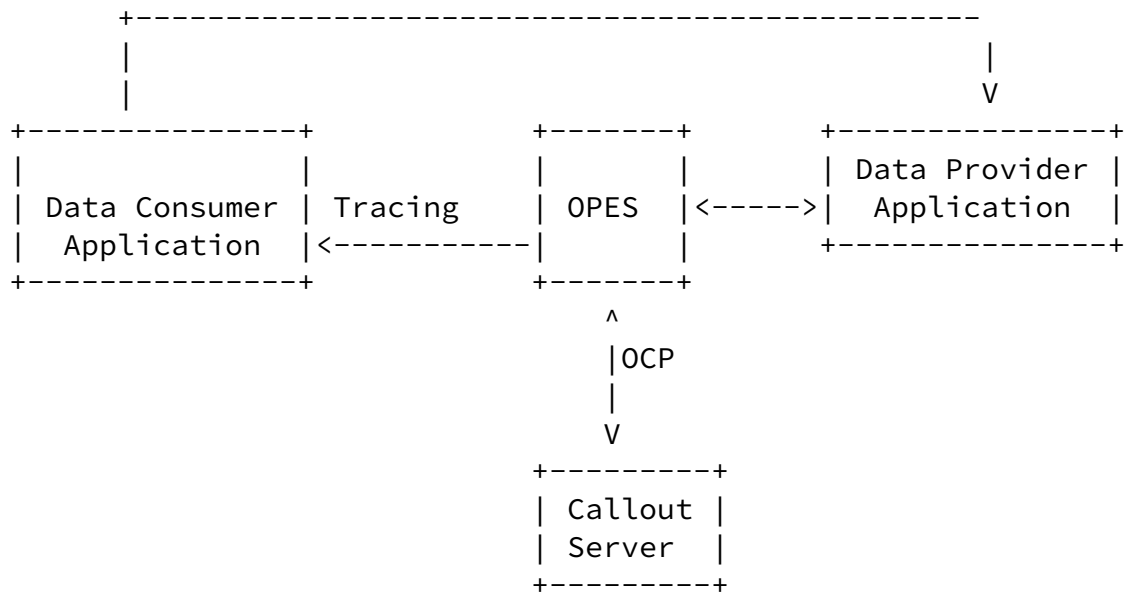 Data Provider
Data Consumer Tracing OPES Application
Application
OCP
Callout
Server